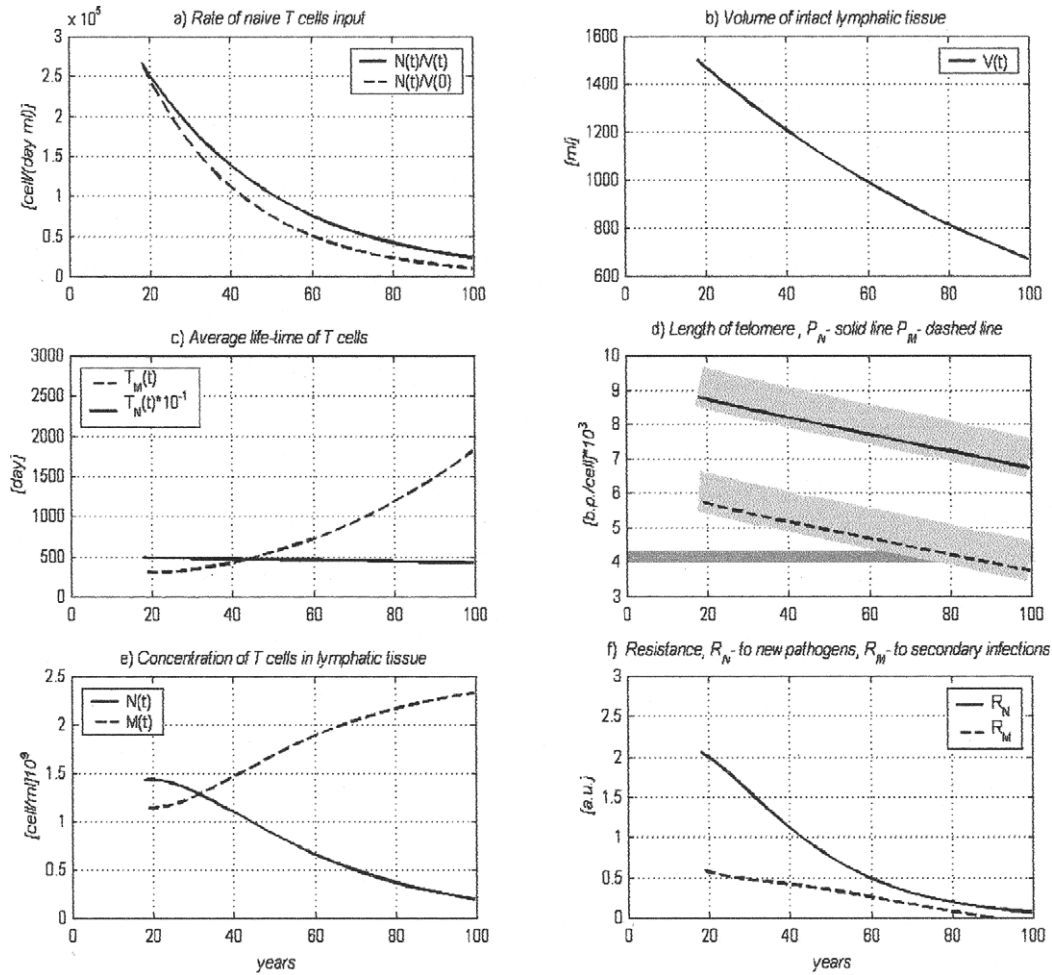 a) Rate of naive T cells input
x 10^5
3
2.5
2
1.5
1
0.5
0
[cell/(day ml)]
N(t)/V(t)
N(t)/V(0)
0 20 40 60 80 100
b) Volume of intact lymphatic tissue
1600
1400
1200
1000
800
600
[ml]
V(t)
0 20 40 60 80 100
c) Average life-time of T cells
3000
2500
2000
1500
1000
500
0
[day]
T_M(t)
T_N(t)*10^-1
0 20 40 60 80 100
d) Length of telomere , P_N- solid line P_M- dashed line
10
9
8
7
6
5
4
3
[b.p./cell]*10^3
0 20 40 60 80 100
e) Concentration of T cells in lymphatic tissue
2.5
2
1.5
1
0.5
0
[cell/ml]10^9
N(t)
M(t)
0 20 40 60 80 100
years
f) Resistance, R_N- to new pathogens, R_M- to secondary infections
3
2.5
2
1.5
1
0.5
0
[a.u.]
R_N
R_M
0 20 40 60 80 100
years